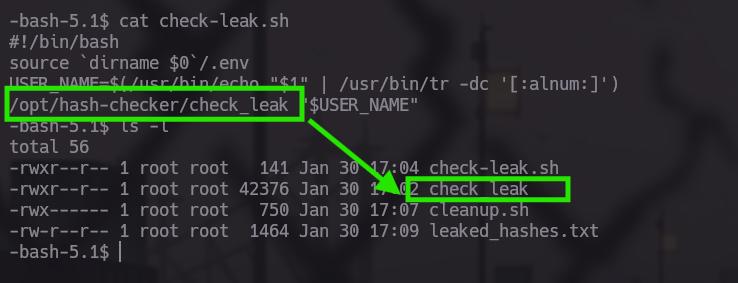 -bash-5.1$ cat check-leak.sh
#!/bin/bash
source `dirname $0`/.env
USER_NAME=$(/usr/bin/echo "$1" | /usr/bin/tr -dc '[:alnum:]')
/opt/hash-checker/check_leak "$USER_NAME"
-bash-5.1$ ls -l
total 56
-rwxr--r-- 1 root root   141 Jan 30 17:04 check-leak.sh
-rwxr--r-- 1 root root 42376 Jan 30 17:02 check_leak
-rwx------ 1 root root   750 Jan 30 17:07 cleanup.sh
-rw-r--r-- 1 root root  1464 Jan 30 17:09 leaked_hashes.txt
-bash-5.1$